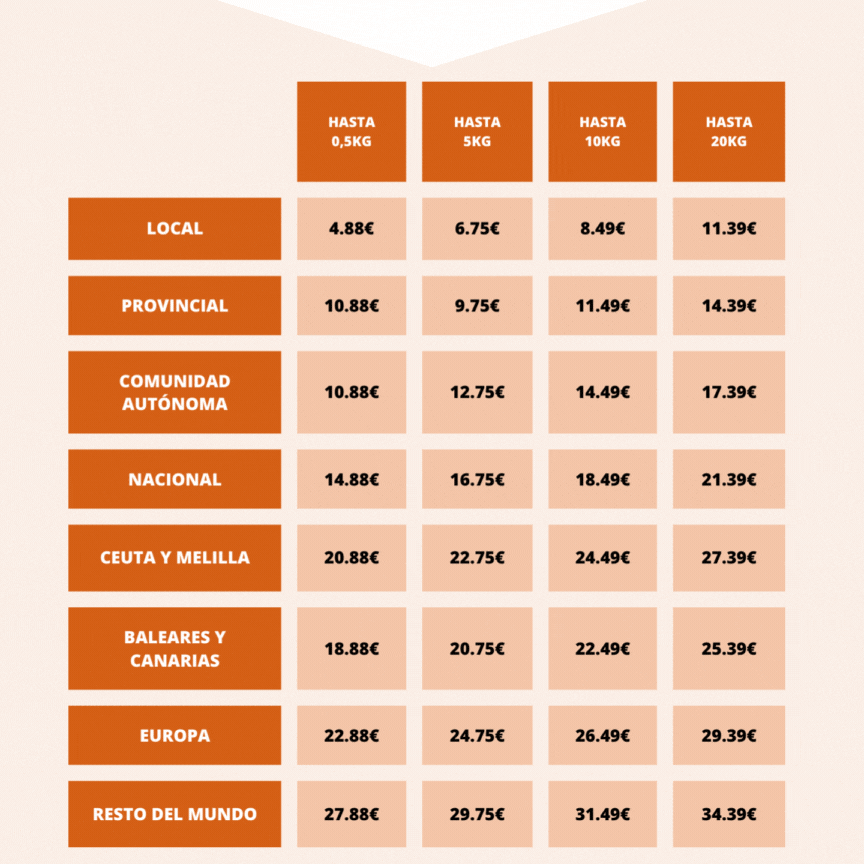 HASTA
0,5KG
HASTA
5KG
HASTA
10KG
HASTA
20KG
LOCAL
4.88€
6.75€
8.49€
11.39€
PROVINCIAL
10.88€
9.75€
11.49€
14.39€
COMUNIDAD
AUTÓNOMA
10.88€
12.75€
14.49€
17.39€
NACIONAL
14.88€
16.75€
18.49€
21.39€
CEUTA Y MELILLA
20.88€
22.75€
24.49€
27.39€
BALEARES Y
CANARIAS
18.88€
20.75€
22.49€
25.39€
EUROPA
22.88€
24.75€
26.49€
29.39€
RESTO DEL MUNDO
27.88€
29.75€
31.49€
34.39€